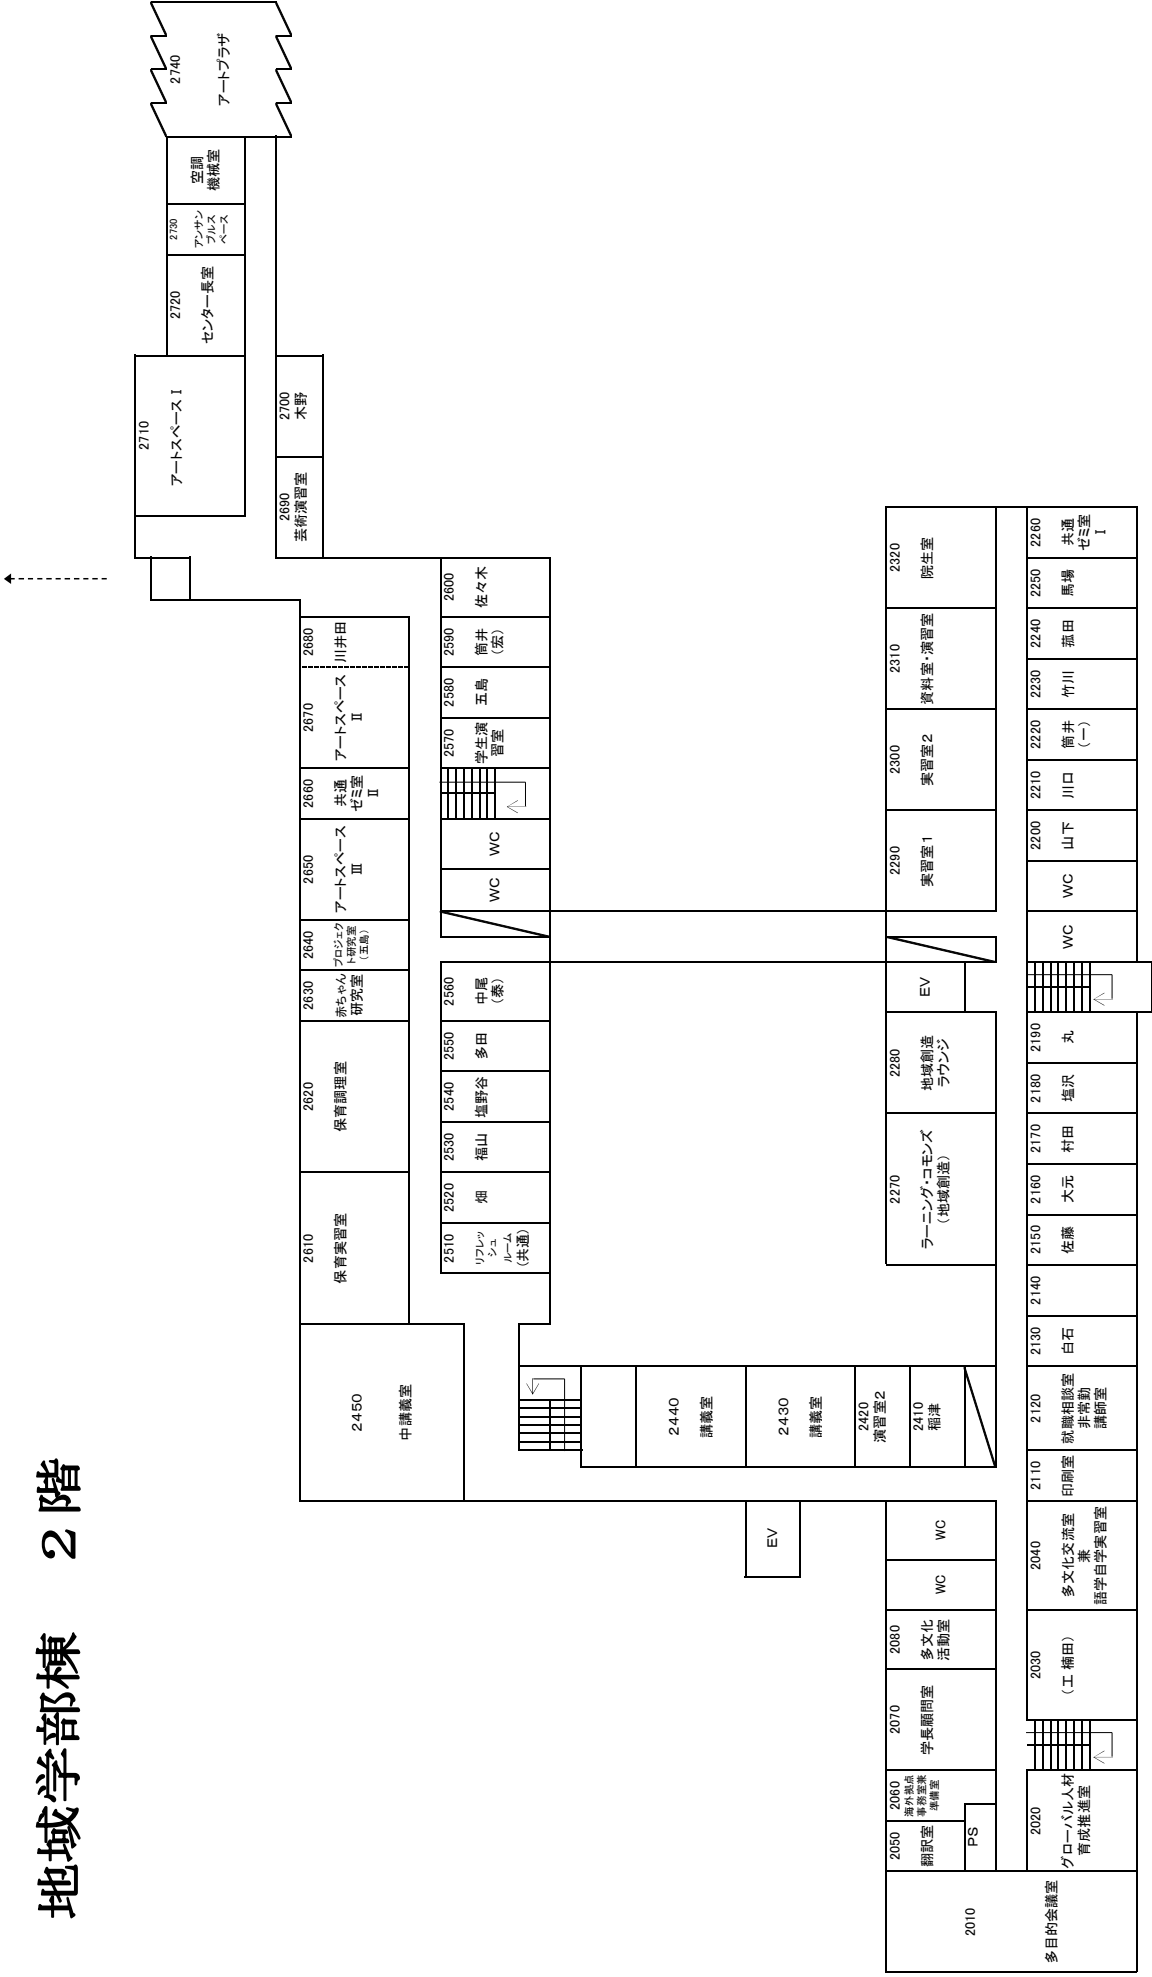 地域学部棟　２階
2740
アートプラザ
空調
機械室
2730
アンサン
ブルス
ペース
2720
センター長室
2710
アートスペースⅠ
2700
木野
2690
芸術演習室
2680
川井田
2670
アートスペース
Ⅱ
2660
共通
ゼミ室
Ⅱ
2650
アートスペース
Ⅲ
2640
プロジェク
ト研究室
（五島）
2630
赤ちゃん
研究室
2620
保育調理室
2610
保育実習室
2600
佐々木
2590
筒井
（宏）
2580
五島
2570
学生演
習室
WC
WC
2560
中尾
（泰）
2550
多田
2540
塩野谷
2530
福山
2520
畑
2510
リフレッ
シュ
ルーム
（共通）
2450
中講義室
2440
講義室
2430
講義室
2420
演習室2
2410
稲津
EV
2320
院生室
2310
資料室・演習室
2300
実習室２
2290
実習室１
EV
2280
地域創造
ラウンジ
2270
ラーニング・コモンズ
（地域創造）
WC
WC
2080
多文化
活動室
2070
学長顧問室
2060
海外拠点
事務室兼
準備室
2050
翻訳室
PS
2260
共通
ゼミ室
Ⅰ
2250
馬場
2240
菰田
2230
竹川
2220
筒井
（一）
2210
川口
2200
山下
WC
WC
2190
丸
2180
塩沢
2170
村田
2160
大元
2150
佐藤
2140
2130
白石
2120
就職相談室
非常勤
講師室
2110
印刷室
2040
多文化交流室
兼
語学自学実習室
2030
（工 楠田）
2020
グローバル人材
育成推進室
2010
多目的会議室